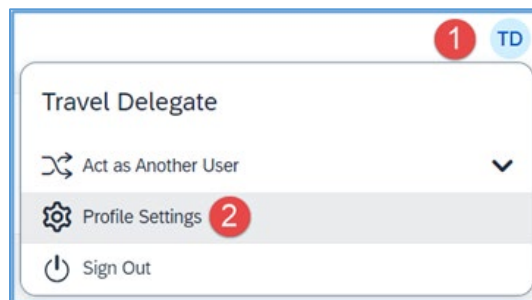 1 TD
Travel Delegate
Act as Another User
Profile Settings 2
Sign Out